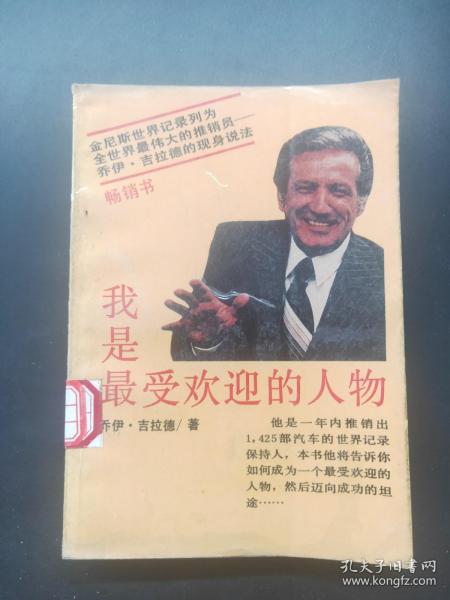 金尼斯世界记录列为
全世界最伟大的推销员——
乔伊·吉拉德的现身说法
畅销书
我
是
最受欢迎的人物
乔伊·吉拉德/著
他是一年内推销出
1,425部汽车的世界记录
保持人，本书他将告诉你
如何成为一个最受欢迎的
人物，然后迈向成功的坦
途……
孔夫子旧书网
www.kongfz.com